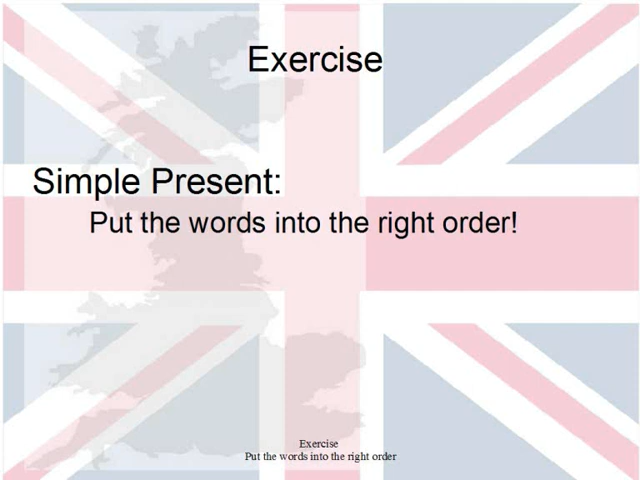 Exercise
Simple Present:
Put the words into the right order!
Exercise
Put the words into the right order